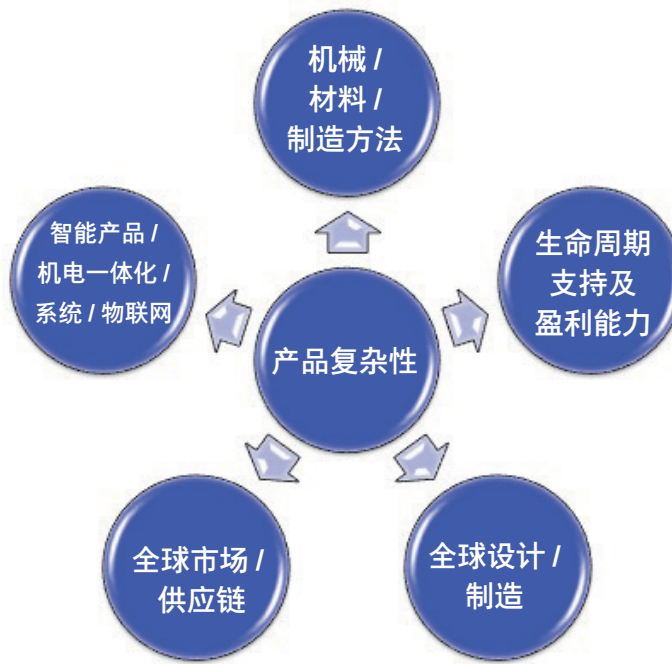 机械 /
材料 /
制造方法
智能产品 /
机电一体化 /
系统 / 物联网
生命周期
支持及
盈利能力
产品复杂性
全球市场 /
供应链
全球设计 /
制造